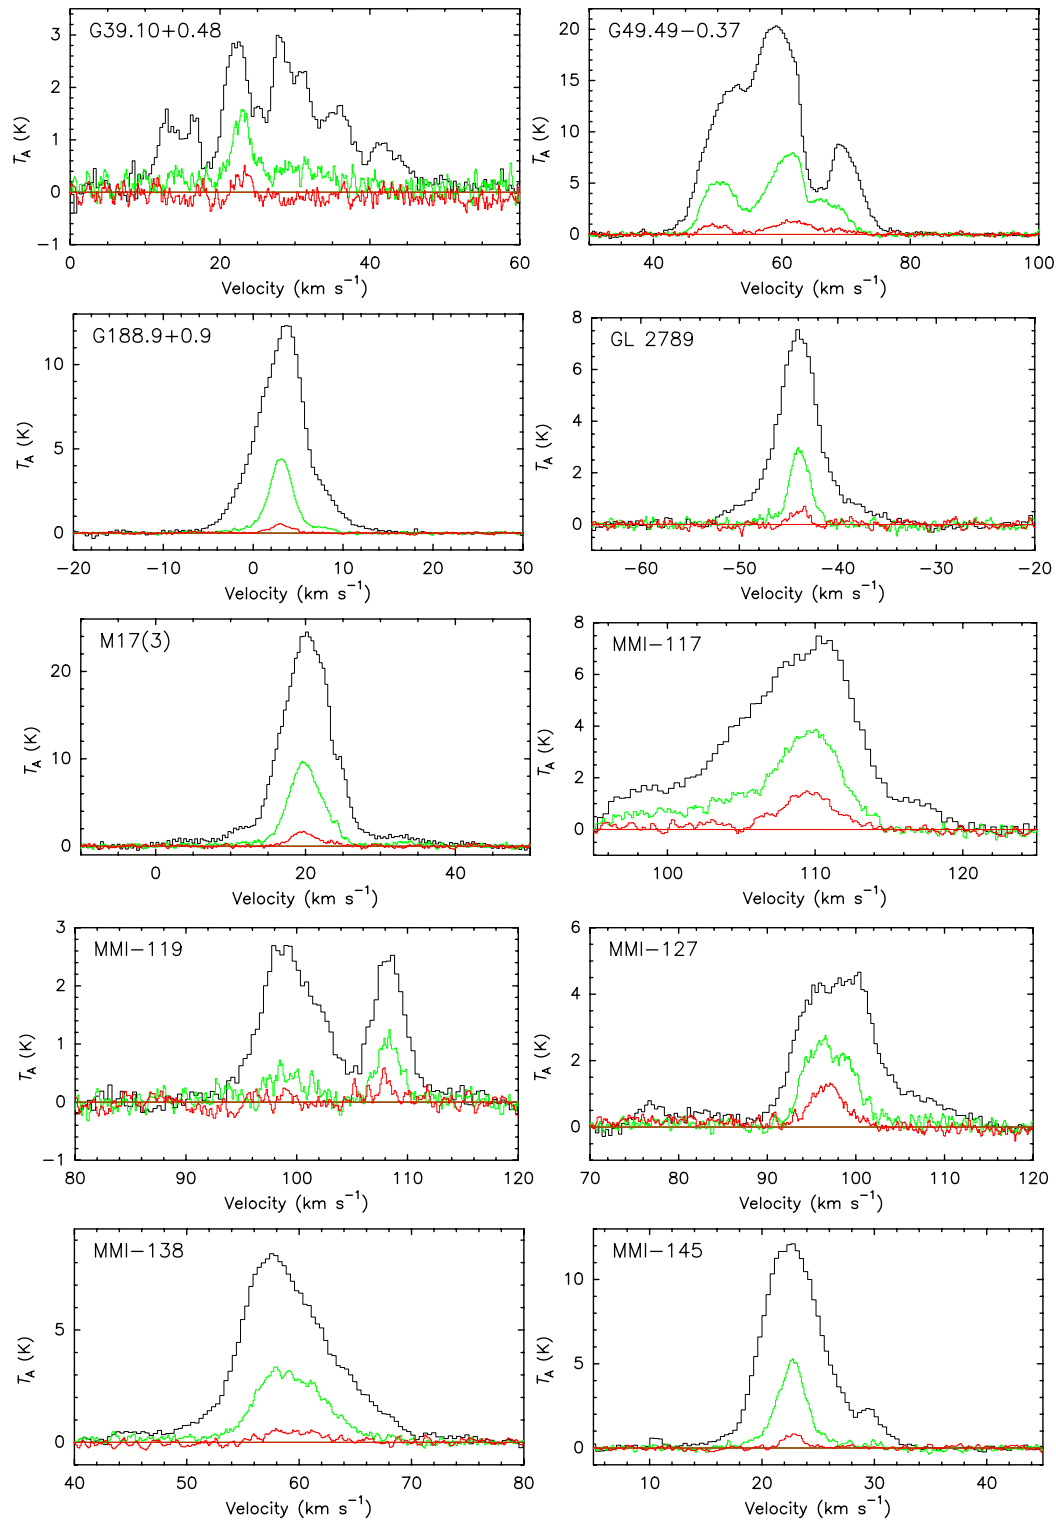 G39.10+0.48
T_A (K)
3
2
1
0
−1
0 20 40 60
Velocity (km s⁻¹)
G49.49−0.37
T_A (K)
20
15
10
5
0
40 60 80 100
Velocity (km s⁻¹)
G188.9+0.9
T_A (K)
10
5
0
−20 −10 0 10 20 30
Velocity (km s⁻¹)
GL 2789
T_A (K)
8
6
4
2
0
−60 −50 −40 −30 −20
Velocity (km s⁻¹)
M17(3)
T_A (K)
20
10
0
0 20 40
Velocity (km s⁻¹)
MMI−117
T_A (K)
8
6
4
2
0
100 110 120
Velocity (km s⁻¹)
MMI−119
T_A (K)
3
2
1
0
−1
80 90 100 110 120
Velocity (km s⁻¹)
MMI−127
T_A (K)
6
4
2
0
70 80 90 100 110 120
Velocity (km s⁻¹)
MMI−138
T_A (K)
5
0
40 50 60 70 80
Velocity (km s⁻¹)
MMI−145
T_A (K)
10
5
0
10 20 30 40
Velocity (km s⁻¹)